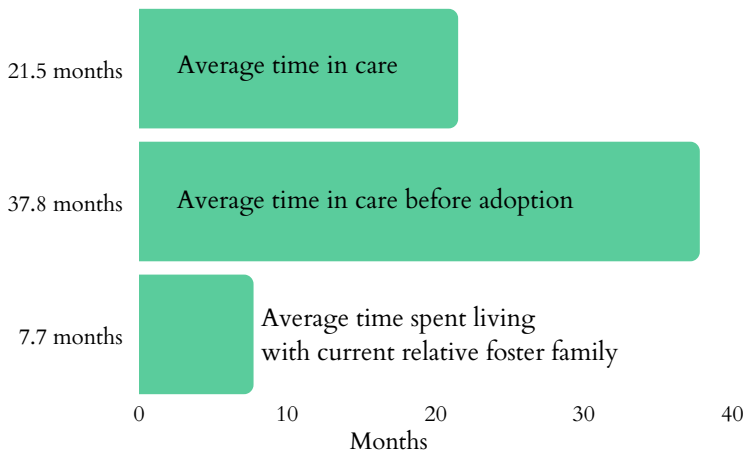 21.5 months
Average time in care
37.8 months
Average time in care before adoption
7.7 months
Average time spent living
with current relative foster family
0 10 20 30 40
Months